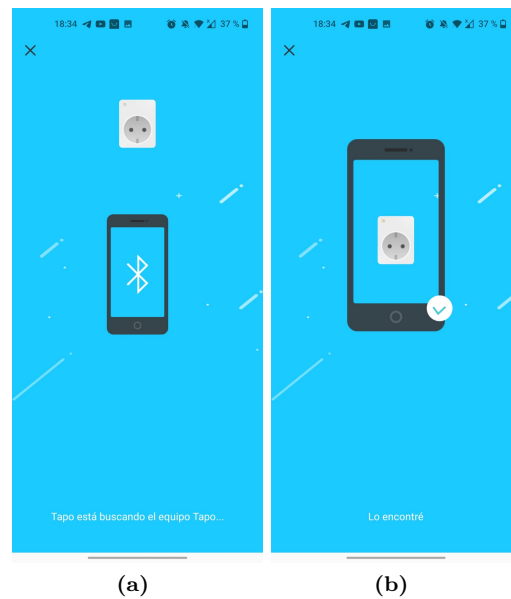 18:34 37 %
Tapo está buscando el equipo Tapo...
(a)
18:34 37 %
Lo encontré
(b)